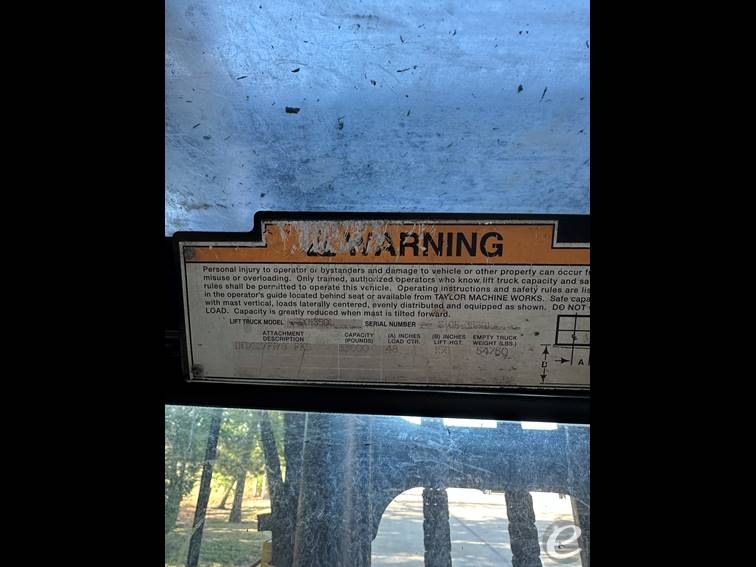 WARNING
Personal injury to operator or bystanders and damage to vehicle or other property can occur
misuse or overloading. Only trained, authorized operators who know lift truck capacity and
rules shall be permitted to operate this vehicle. Operating instructions and safety rules are
in the operator's guide located behind seat or available from TAYLOR MACHINE WORKS. Safe
with mast vertical, loads laterally centered, evenly distributed and equipped as shown. DO NOT
LOAD. Capacity is greatly reduced when mast is tilted forward.
LIFT TRUCK MODEL SERIAL NUMBER
ATTACHMENT CAPACITY (A) INCHES (B) INCHES EMPTY TRUCK
DESCRIPTION (POUNDS) LOAD CTR. LIFT HGT. WEIGHT (LBS.)
48 54750
B A
e